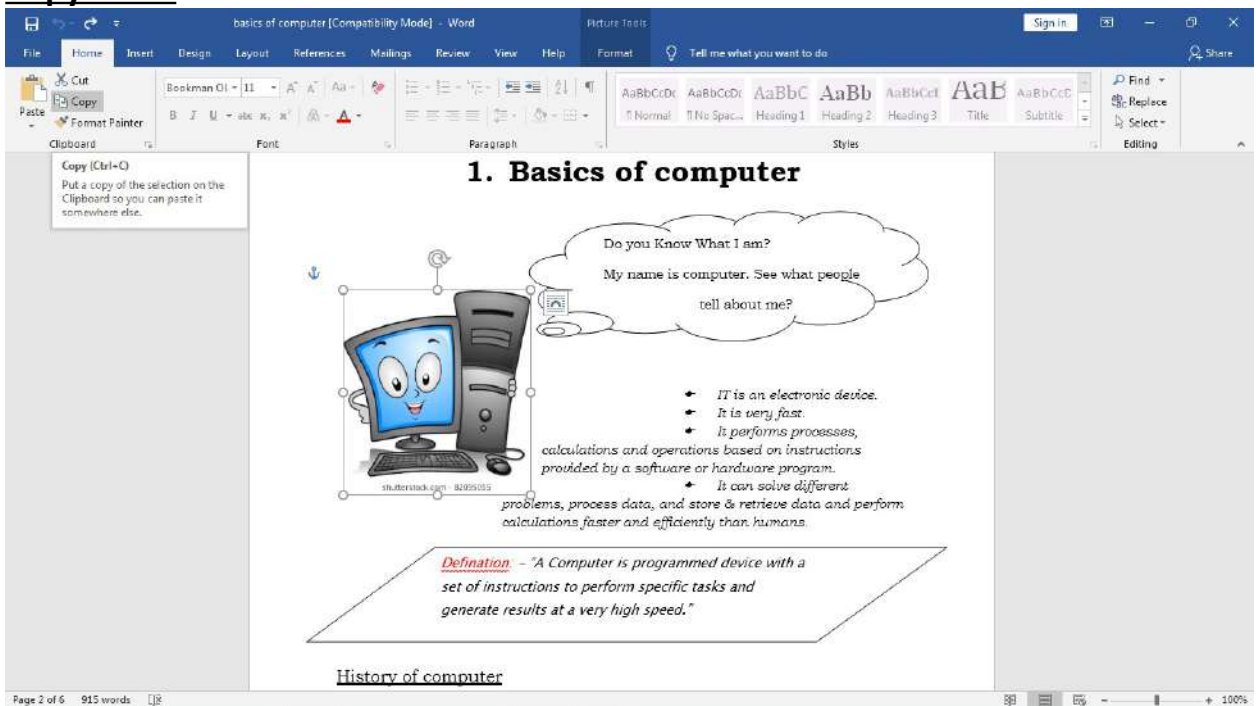 basics of computer [Compatibility Mode] - Word
Picture Tools
Sign in
File Home Insert Design Layout References Mailings Review View Help Format Tell me what you want to do Share
Paste
Cut
Copy
Format Painter
Clipboard
Bookman Ol 11
Font
Paragraph
AaBbCcDc AaBbCcDc AaBbC AaBb AaBbCcI AaB AaBbCcD
¶ Normal ¶ No Spac... Heading 1 Heading 2 Heading 3 Title Subtitle
Styles
Find
Replace
Select
Editing
Copy (Ctrl+C)
Put a copy of the selection on the
Clipboard so you can paste it
somewhere else.
1. Basics of computer
Do you Know What I am?
My name is computer. See what people
tell about me?
shutterstock.com
IT is an electronic device.
It is very fast.
It performs processes,
calculations and operations based on instructions
provided by a software or hardware program.
It can solve different
problems, process data, and store & retrieve data and perform
calculations faster and efficiently than humans.
Defination: – "A Computer is programmed device with a
set of instructions to perform specific tasks and
generate results at a very high speed."
History of computer
Page 2 of 6 915 words
100%